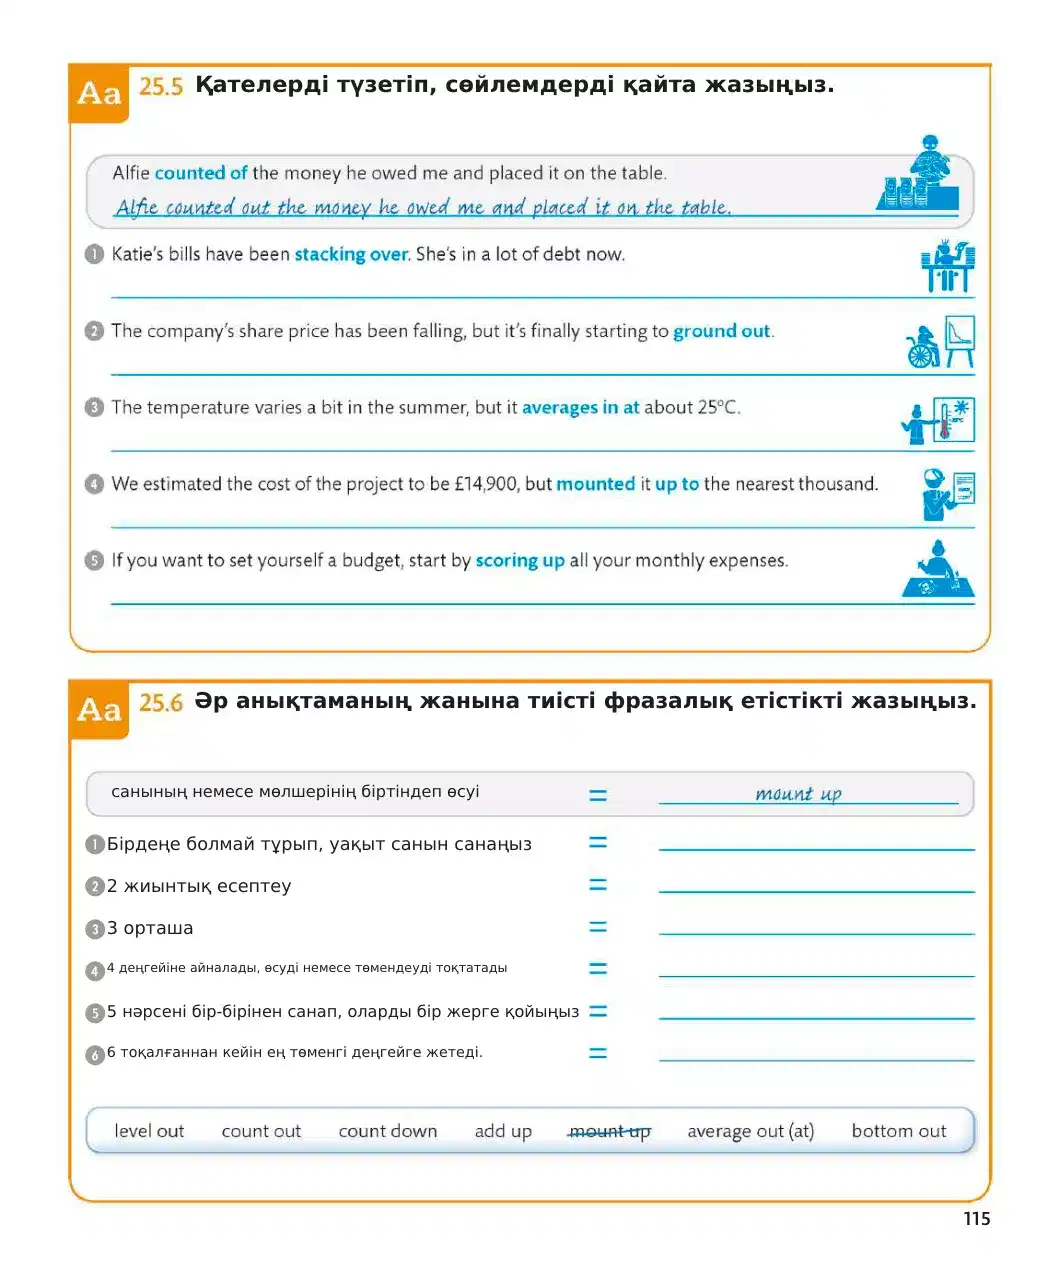 Aa 25.5 Қателерді түзетіп, сөйлемдерді қайта жазыңыз.
Alfie counted of the money he owed me and placed it on the table.
Alfie counted out the money he owed me and placed it on the table.
1 Katie's bills have been stacking over. She's in a lot of debt now.
2 The company's share price has been falling, but it's finally starting to ground out.
3 The temperature varies a bit in the summer, but it averages in at about 25°C.
4 We estimated the cost of the project to be £14,900, but mounted it up to the nearest thousand.
5 If you want to set yourself a budget, start by scoring up all your monthly expenses.
Aa 25.6 Әр анықтаманың жанына тиісті фразалық етістікті жазыңыз.
санының немесе мөлшерінің біртіндеп өсуі = mount up
1 Бірдеңе болмай тұрып, уақыт санын санаңыз =
2 2 жиынтық есептеу =
3 3 орташа =
4 4 деңгейіне айналады, өсуді немесе төмендеуді тоқтатады =
5 5 нәрсені бір-бірінен санап, оларды бір жерге қойыңыз =
6 6 тоқалғаннан кейін ең төменгі деңгейге жетеді. =
level out count out count down add up mount up average out (at) bottom out
115